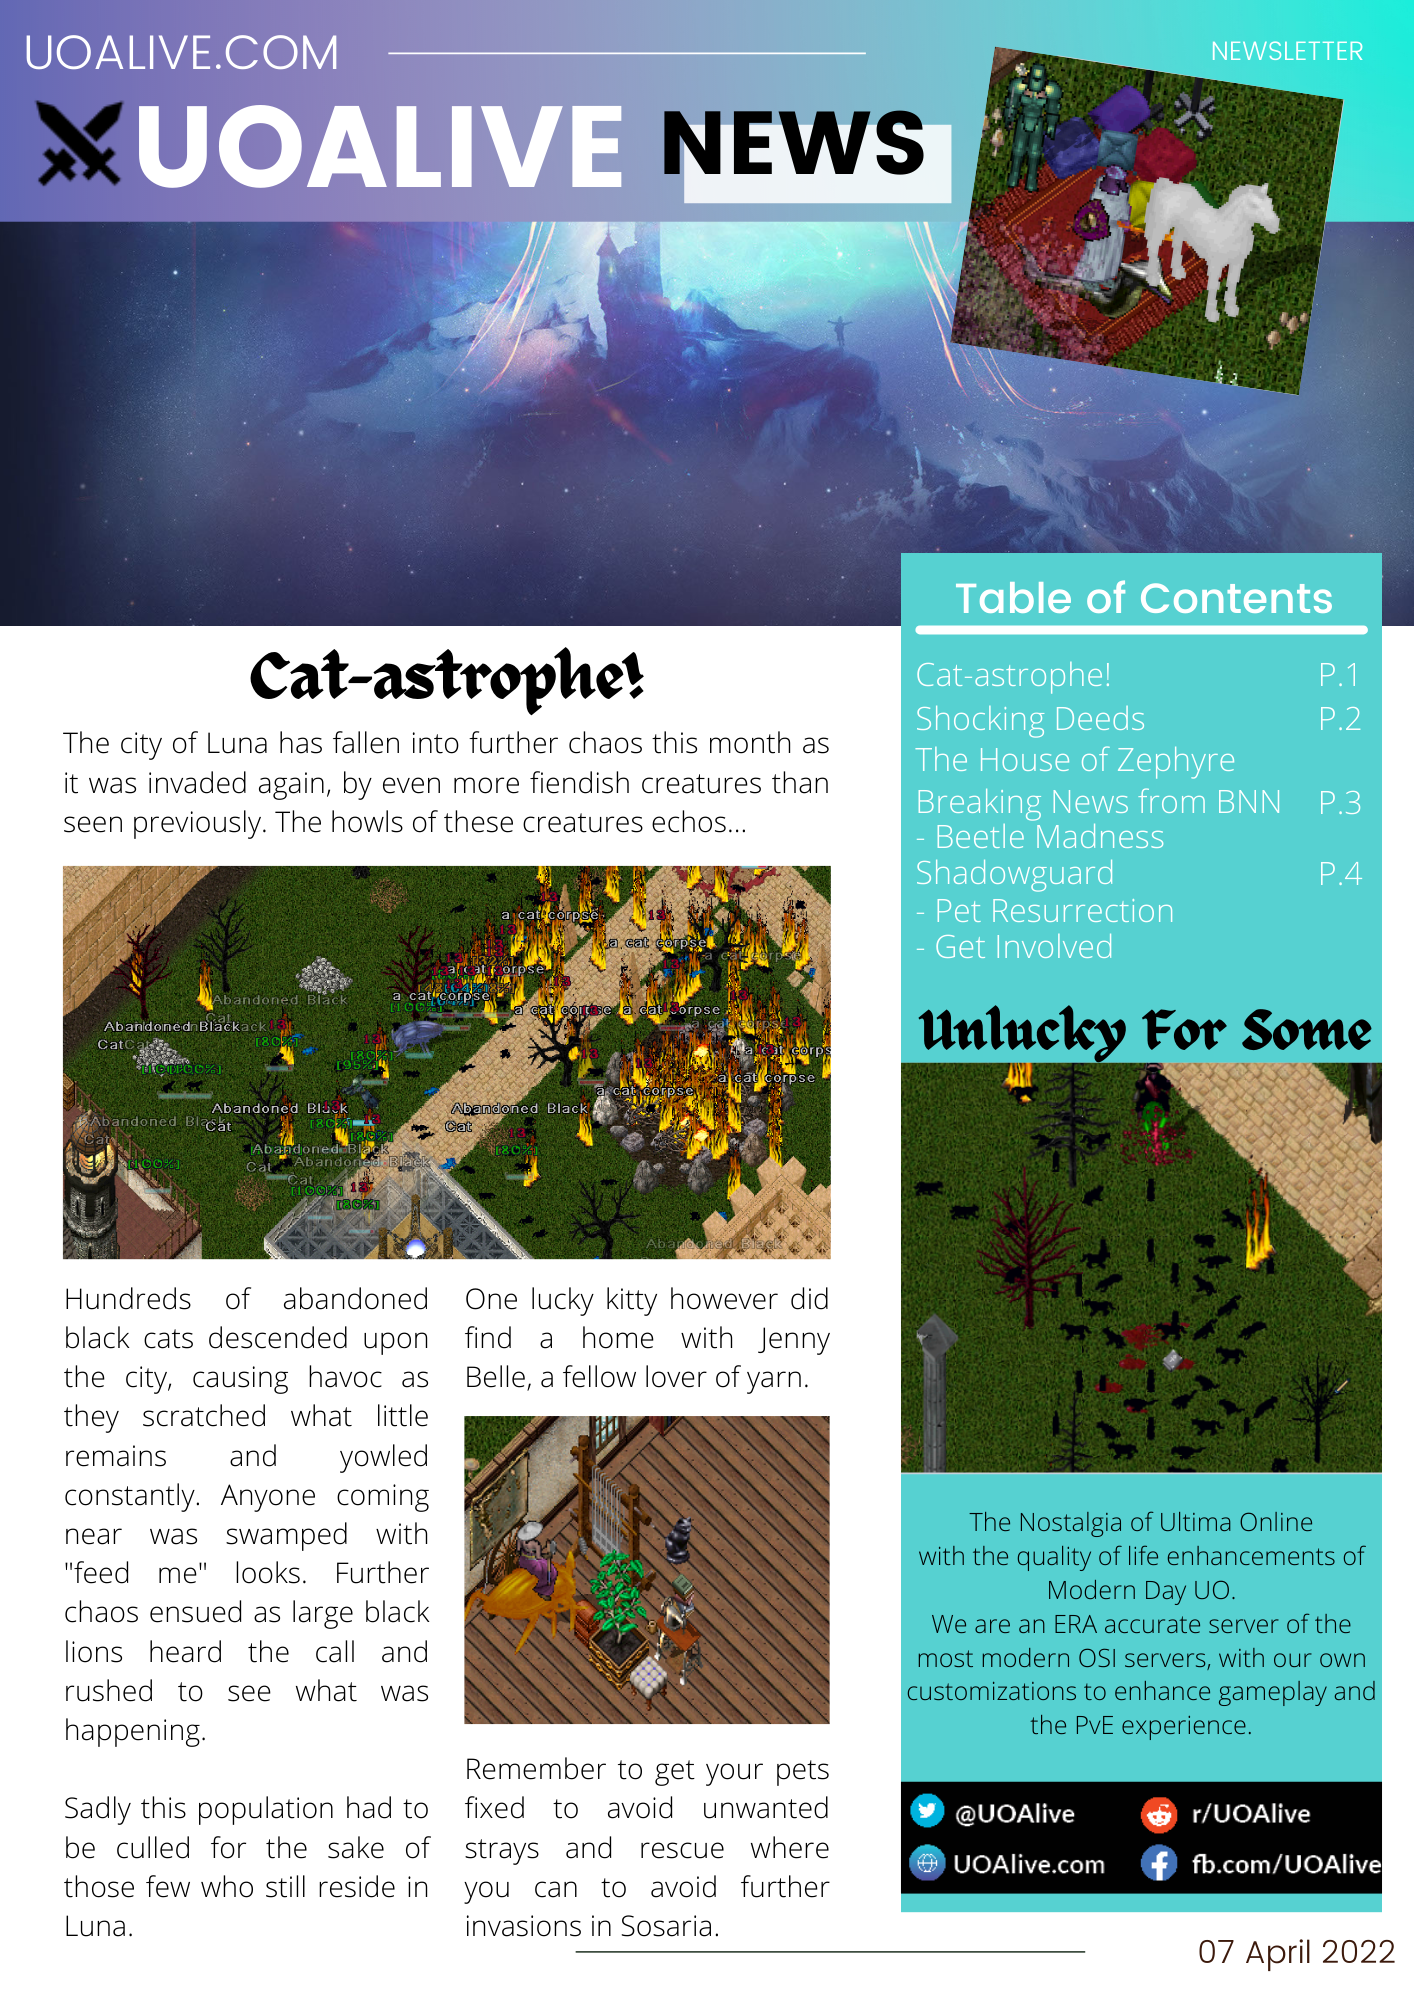 UOALIVE.COM
NEWSLETTER
UOALIVE NEWS
Cat-astrophe!
The city of Luna has fallen into further chaos this month as
it was invaded again, by even more fiendish creatures than
seen previously. The howls of these creatures echos...
a cat corpse
a cat corpse
a cat corpse
a cat corpse
a cat corpse
a cat corpse
a cat corpse
a cat corpse
a cat corpse
Abandoned Black
Cat
Abandoned Black
Cat
[80%]
[80%]
[95%]
[100%]
Abandoned Black
Cat
Abandoned Black
Cat
Abandoned Black
Cat
[80%]
[80%]
[80%]
Abandoned Black
Cat
Abandoned Black
Cat
[100%]
[100%]
[80%]
Abandoned Black
Hundreds of abandoned
black cats descended upon
the city, causing havoc as
they scratched what little
remains and yowled
constantly. Anyone coming
near was swamped with
"feed me" looks. Further
chaos ensued as large black
lions heard the call and
rushed to see what was
happening.
Sadly this population had to
be culled for the sake of
those few who still reside in
Luna.
One lucky kitty however did
find a home with Jenny
Belle, a fellow lover of yarn.
Remember to get your pets
fixed to avoid unwanted
strays and rescue where
you can to avoid further
invasions in Sosaria.
Table of Contents
Cat-astrophe! P.1
Shocking Deeds P.2
The House of Zephyre
Breaking News from BNN P.3
- Beetle Madness
Shadowguard P.4
- Pet Resurrection
- Get Involved
Unlucky For Some
The Nostalgia of Ultima Online
with the quality of life enhancements of
Modern Day UO.
We are an ERA accurate server of the
most modern OSI servers, with our own
customizations to enhance gameplay and
the PvE experience.
@UOAlive r/UOAlive
UOAlive.com fb.com/UOAlive
07 April 2022